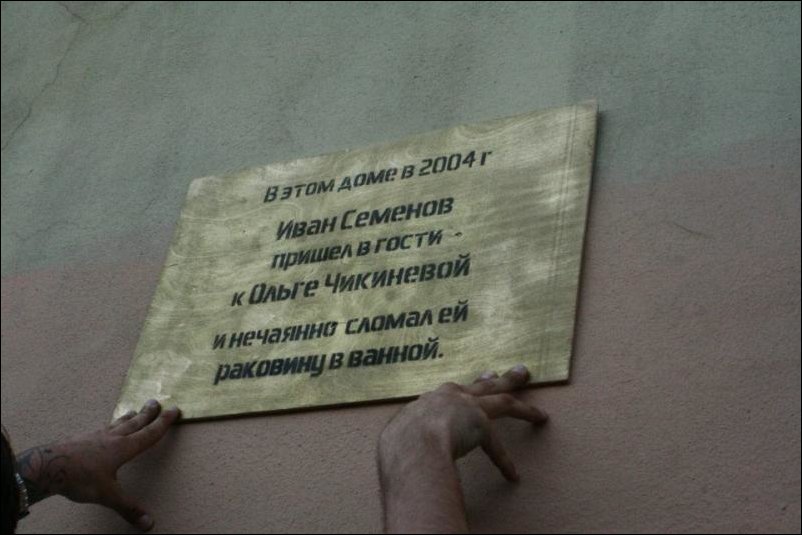 В этом доме в 2004 г
Иван Семенов
пришел в гости
к Ольге Чикиневой
и нечаянно сломал ей
раковину в ванной.